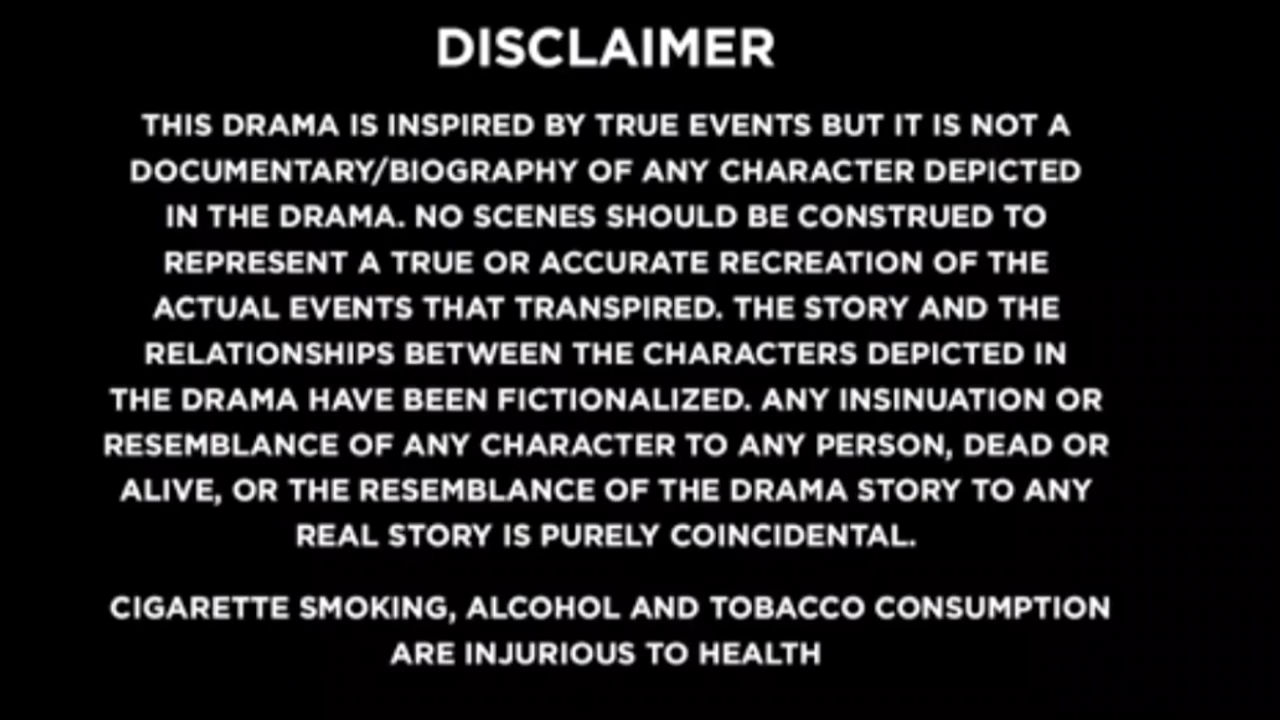 DISCLAIMER
THIS DRAMA IS INSPIRED BY TRUE EVENTS BUT IT IS NOT A
DOCUMENTARY/BIOGRAPHY OF ANY CHARACTER DEPICTED
IN THE DRAMA. NO SCENES SHOULD BE CONSTRUED TO
REPRESENT A TRUE OR ACCURATE RECREATION OF THE
ACTUAL EVENTS THAT TRANSPIRED. THE STORY AND THE
RELATIONSHIPS BETWEEN THE CHARACTERS DEPICTED IN
THE DRAMA HAVE BEEN FICTIONALIZED. ANY INSINUATION OR
RESEMBLANCE OF ANY CHARACTER TO ANY PERSON, DEAD OR
ALIVE, OR THE RESEMBLANCE OF THE DRAMA STORY TO ANY
REAL STORY IS PURELY COINCIDENTAL.
CIGARETTE SMOKING, ALCOHOL AND TOBACCO CONSUMPTION
ARE INJURIOUS TO HEALTH